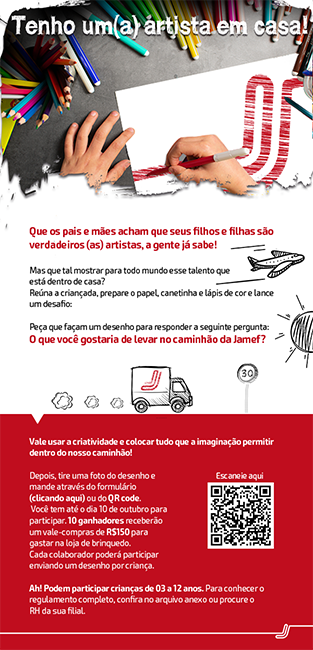 Tenho um(a) artista em casa!
Que os pais e mães acham que seus filhos e filhas são
verdadeiros (as) artistas, a gente já sabe!
Mas que tal mostrar para todo mundo esse talento que
está dentro de casa?
Reúna a criançada, prepare o papel, canetinha e lápis de cor e lance
um desafio:
Peça que façam um desenho para responder a seguinte pergunta:
O que você gostaria de levar no caminhão da Jamef?
30
Vale usar a criatividade e colocar tudo que a imaginação permitir
dentro do nosso caminhão!
Depois, tire uma foto do desenho e
mande através do formulário
(clicando aqui) ou do QR code.
Você tem até o dia 10 de outubro para
participar. 10 ganhadores receberão
um vale-compras de R$150 para
gastar na loja de brinquedo.
Cada colaborador poderá participar
enviando um desenho por criança.
Escaneie aqui
Ah! Podem participar crianças de 03 a 12 anos. Para conhecer o
regulamento completo, confira no arquivo anexo ou procure o
RH da sua filial.